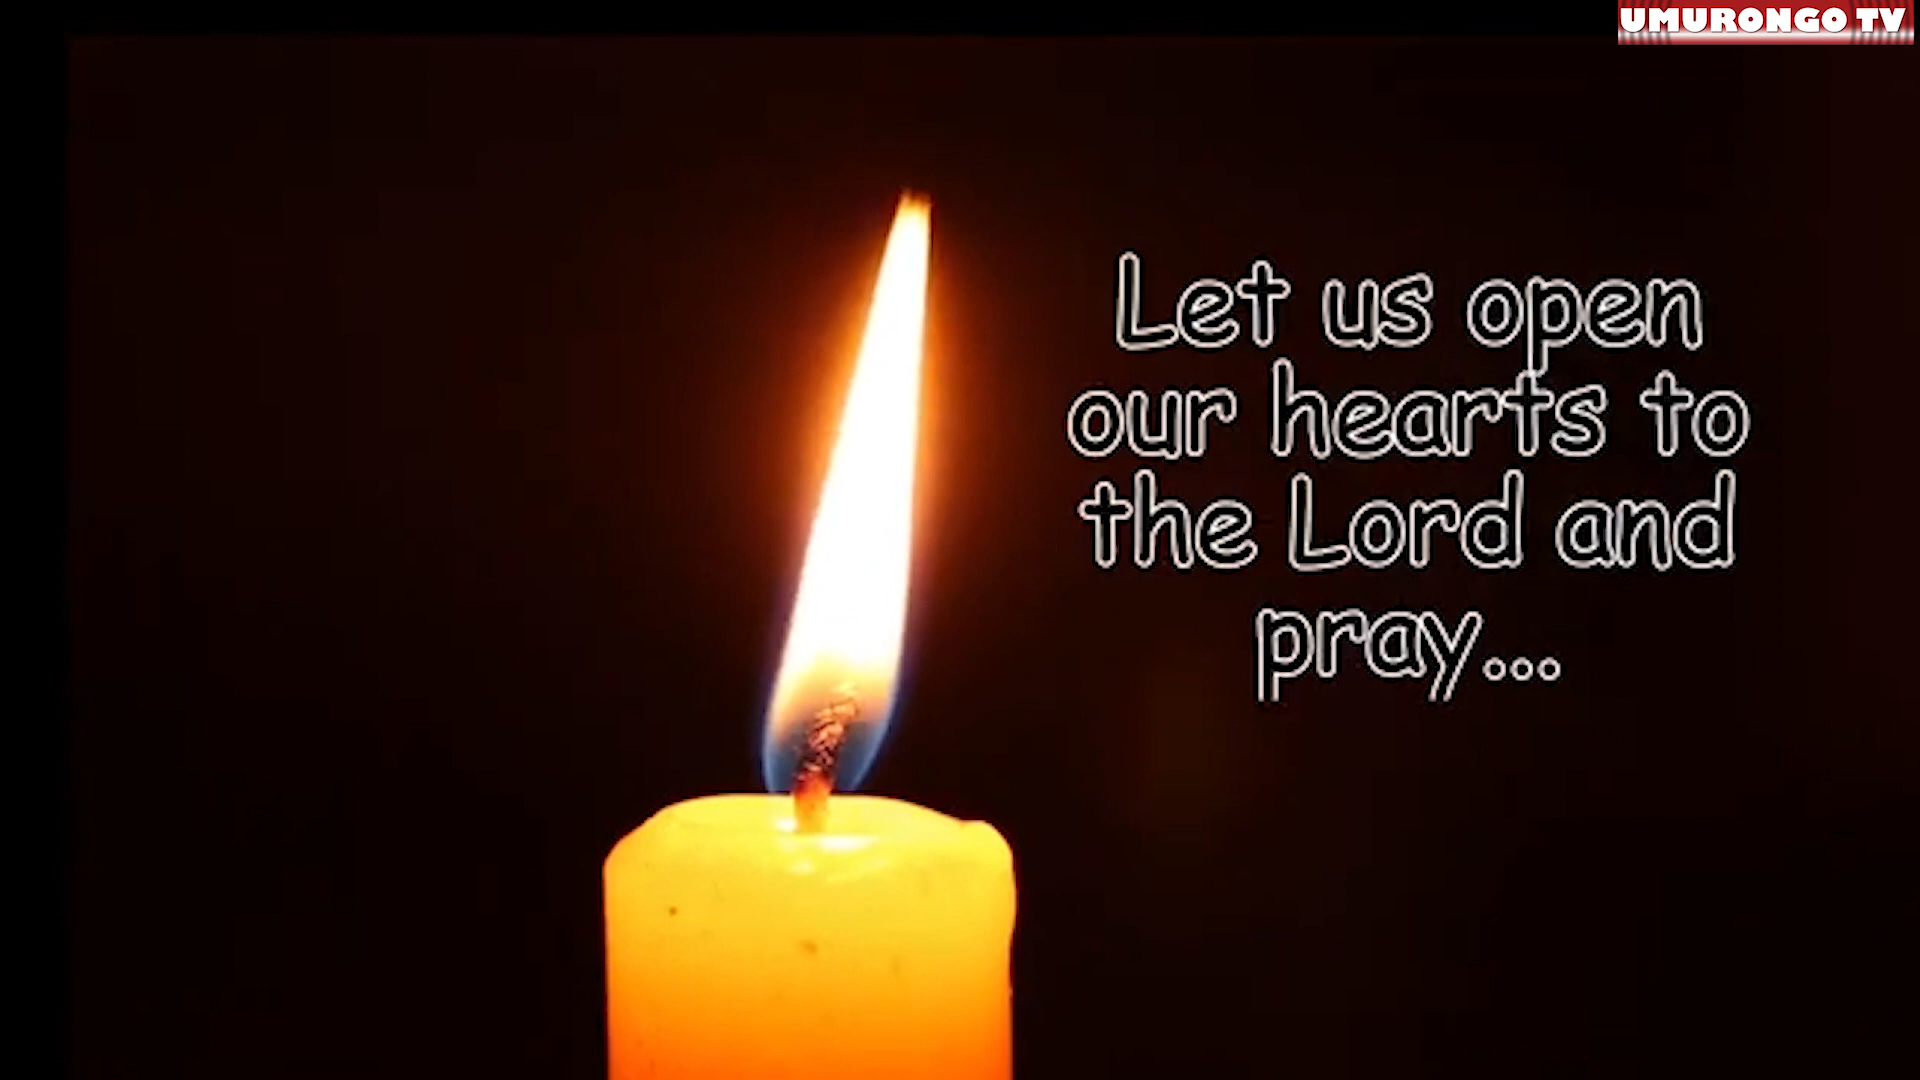 UMURONGO TV
Let us open
our hearts to
the Lord and
pray...